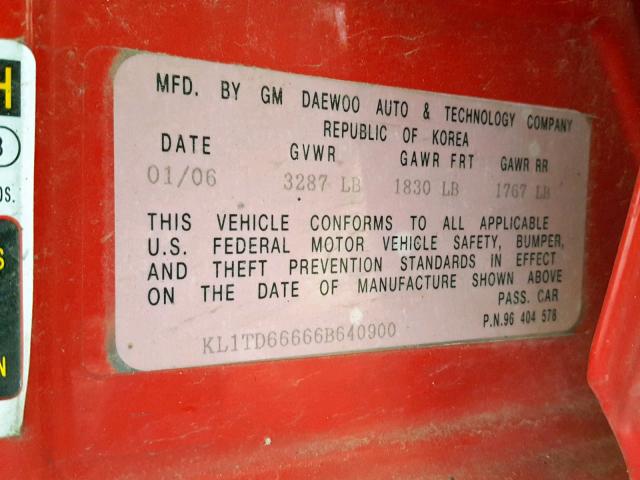 MFD. BY GM DAEWOO AUTO & TECHNOLOGY COMPANY
REPUBLIC OF KOREA
DATE GVWR GAWR FRT GAWR RR
01/06 3287 LB 1830 LB 1767 LB
THIS VEHICLE CONFORMS TO ALL APPLICABLE
U.S. FEDERAL MOTOR VEHICLE SAFETY, BUMPER,
AND THEFT PREVENTION STANDARDS IN EFFECT
ON THE DATE OF MANUFACTURE SHOWN ABOVE
PASS. CAR
KL1TD66666B640900 P.N.96 404 578
H
OS.
S
N